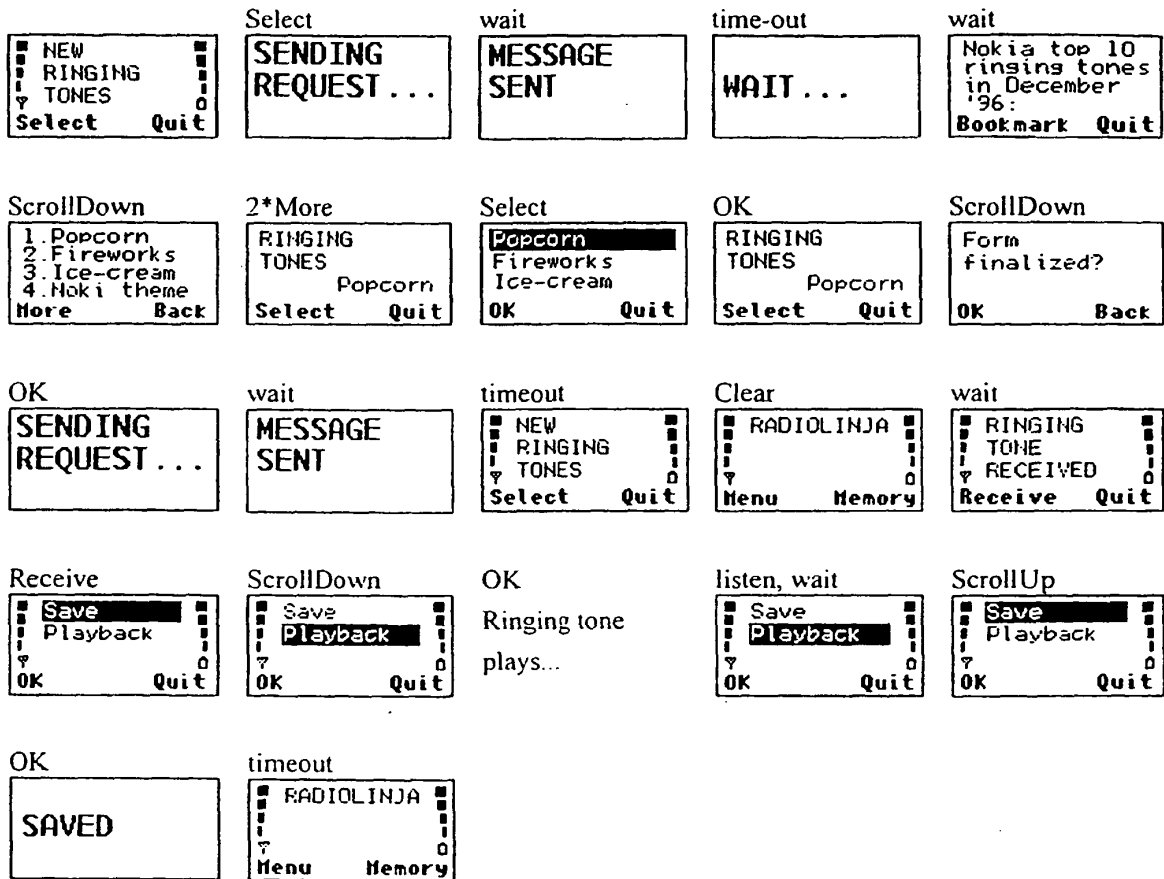 NEW
RINGING
TONES
Select Quit
Select
SENDING
REQUEST...
wait
MESSAGE
SENT
time-out
WAIT...
wait
Nokia top 10
ringing tones
in December
'96:
Bookmark Quit
ScrollDown
1.Popcorn
2.Fireworks
3.Ice-cream
4.Noki theme
More Back
2*More
RINGING
TONES
Popcorn
Select Quit
Select
Popcorn
Fireworks
Ice-cream
OK Quit
OK
RINGING
TONES
Popcorn
Select Quit
ScrollDown
Form
finalized?
OK Back
OK
SENDING
REQUEST...
wait
MESSAGE
SENT
timeout
NEW
RINGING
TONES
Select Quit
Clear
RADIOLINJA
Menu Memory
wait
RINGING
TONE
RECEIVED
Receive Quit
Receive
Save
Playback
OK Quit
ScrollDown
Save
Playback
OK Quit
OK
Ringing tone
plays...
listen, wait
Save
Playback
OK Quit
ScrollUp
Save
Playback
OK Quit
OK
SAVED
timeout
RADIOLINJA
Menu Memory